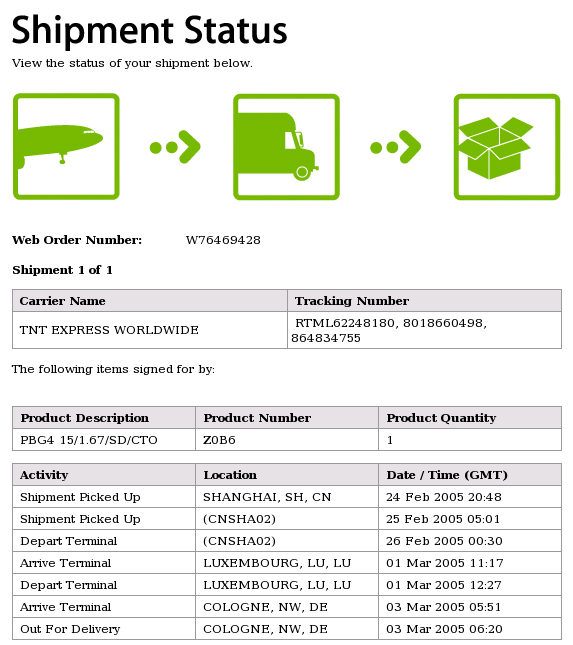 Shipment Status
View the status of your shipment below.
Web Order Number: W76469428
Shipment 1 of 1
Carrier Name Tracking Number
TNT EXPRESS WORLDWIDE RTML62248180, 8018660498,
864834755
The following items signed for by:
Product Description Product Number Product Quantity
PBG4 15/1.67/SD/CTO Z0B6 1
Activity Location Date / Time (GMT)
Shipment Picked Up SHANGHAI, SH, CN 24 Feb 2005 20:48
Shipment Picked Up (CNSHA02) 25 Feb 2005 05:01
Depart Terminal (CNSHA02) 26 Feb 2005 00:30
Arrive Terminal LUXEMBOURG, LU, LU 01 Mar 2005 11:17
Depart Terminal LUXEMBOURG, LU, LU 01 Mar 2005 12:27
Arrive Terminal COLOGNE, NW, DE 03 Mar 2005 05:51
Out For Delivery COLOGNE, NW, DE 03 Mar 2005 06:20